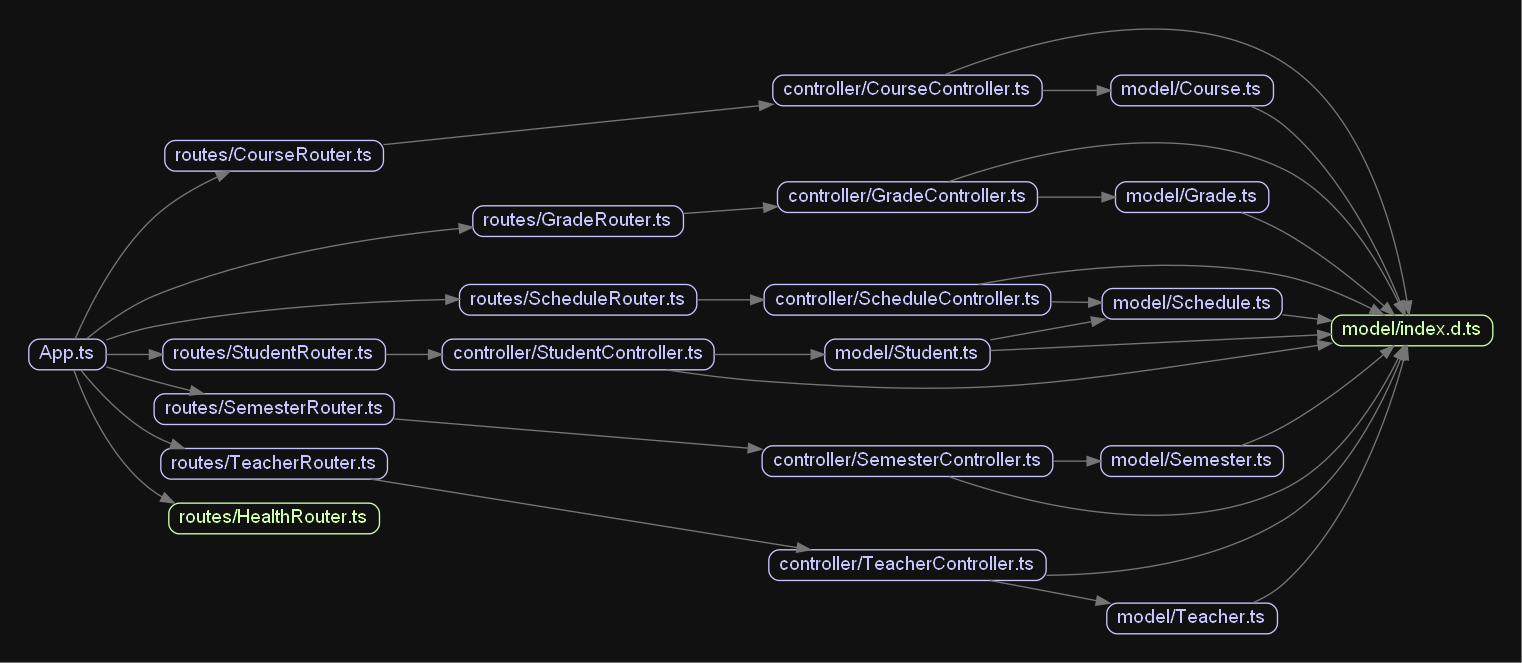 controller/CourseController.ts
model/Course.ts
routes/CourseRouter.ts
controller/GradeController.ts
model/Grade.ts
routes/GradeRouter.ts
routes/ScheduleRouter.ts
controller/ScheduleController.ts
model/Schedule.ts
model/index.d.ts
App.ts
routes/StudentRouter.ts
controller/StudentController.ts
model/Student.ts
routes/SemesterRouter.ts
routes/TeacherRouter.ts
controller/SemesterController.ts
model/Semester.ts
routes/HealthRouter.ts
controller/TeacherController.ts
model/Teacher.ts